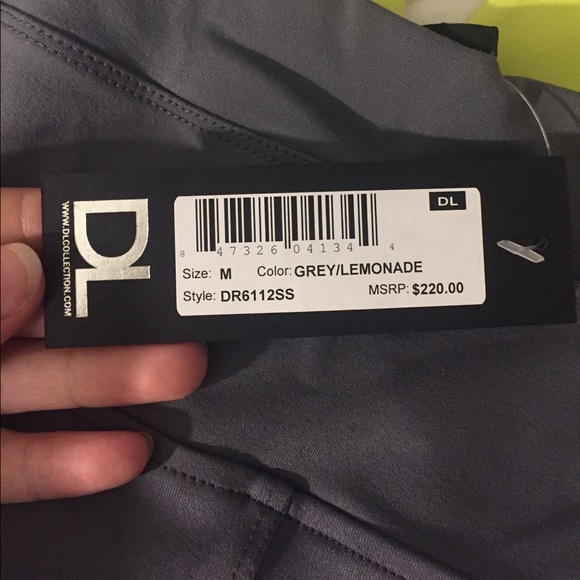 DL
WWW.DLCOLLECTION.COM
DL
8 47326 04134 4
Size: M Color: GREY/LEMONADE
Style: DR6112SS MSRP: $220.00